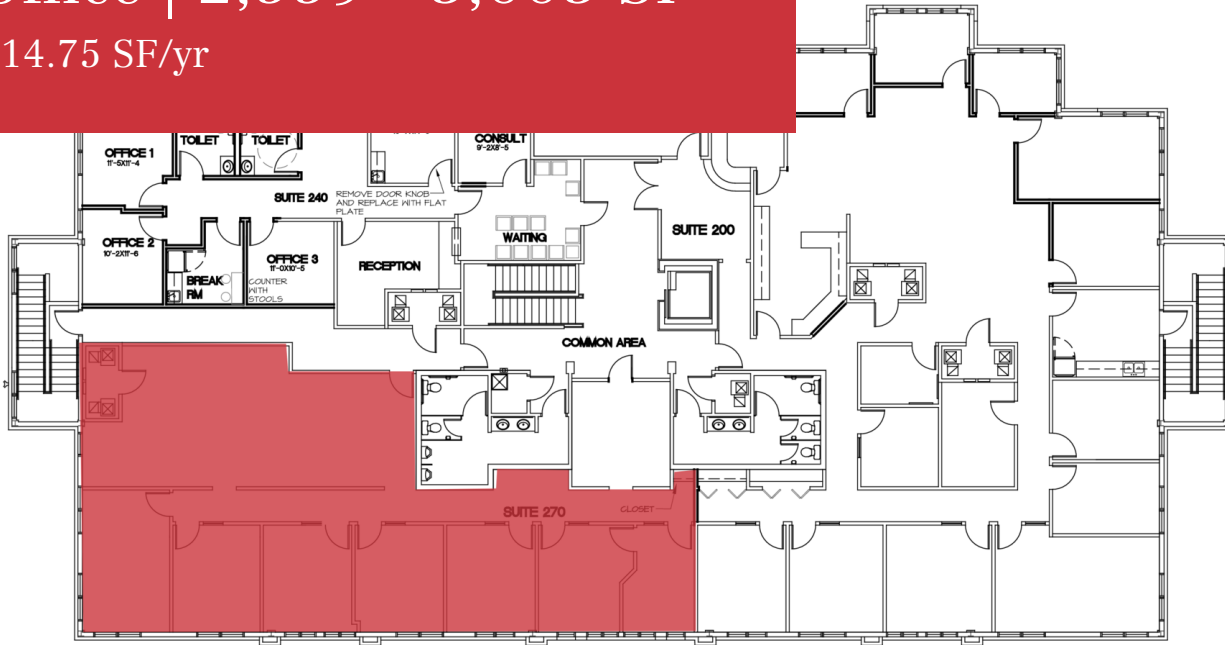 14.75 SF/yr
TOILET
TOILET
CONSULT
9'-2X8'-5
OFFICE 1
11'-5X11'-4
SUITE 240
REMOVE DOOR KNOB
AND REPLACE WITH FLAT
PLATE
OFFICE 2
10'-2X11'-6
WAITING
SUITE 200
OFFICE 3
11'-0X10'-5
RECEPTION
BREAK
RM
COUNTER
WITH
STOOLS
COMMON AREA
SUITE 270
CLOSET